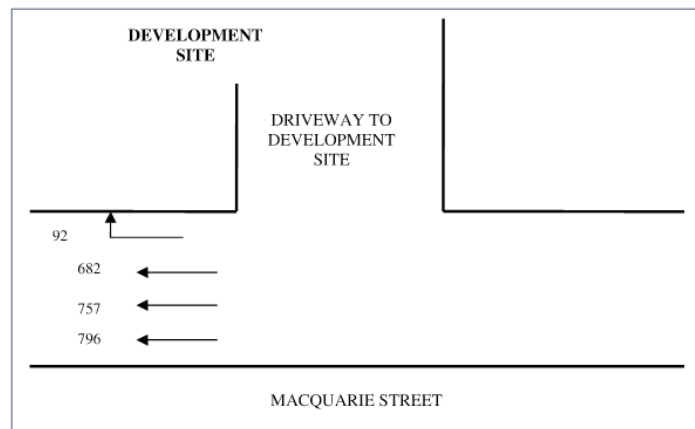 DEVELOPMENT
SITE
DRIVEWAY TO
DEVELOPMENT
SITE
92
682
757
796
MACQUARIE STREET